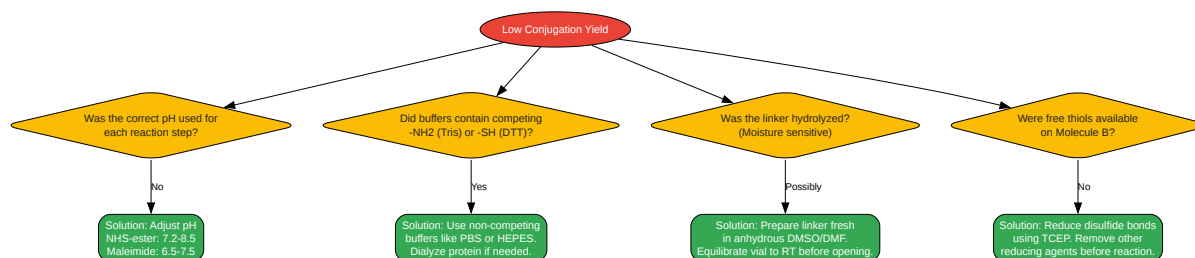 Low Conjugation Yield
Was the correct pH used for
each reaction step?
Did buffers contain competing
-NH2 (Tris) or -SH (DTT)?
Was the linker hydrolyzed?
(Moisture sensitive)
Were free thiols available
on Molecule B?
No
Yes
Possibly
No
Solution: Adjust pH
NHS-ester: 7.2-8.5
Maleimide: 6.5-7.5
Solution: Use non-competing
buffers like PBS or HEPES.
Dialyze protein if needed.
Solution: Prepare linker fresh
in anhydrous DMSO/DMF.
Equilibrate vial to RT before opening.
Solution: Reduce disulfide bonds
using TCEP. Remove other
reducing agents before reaction.